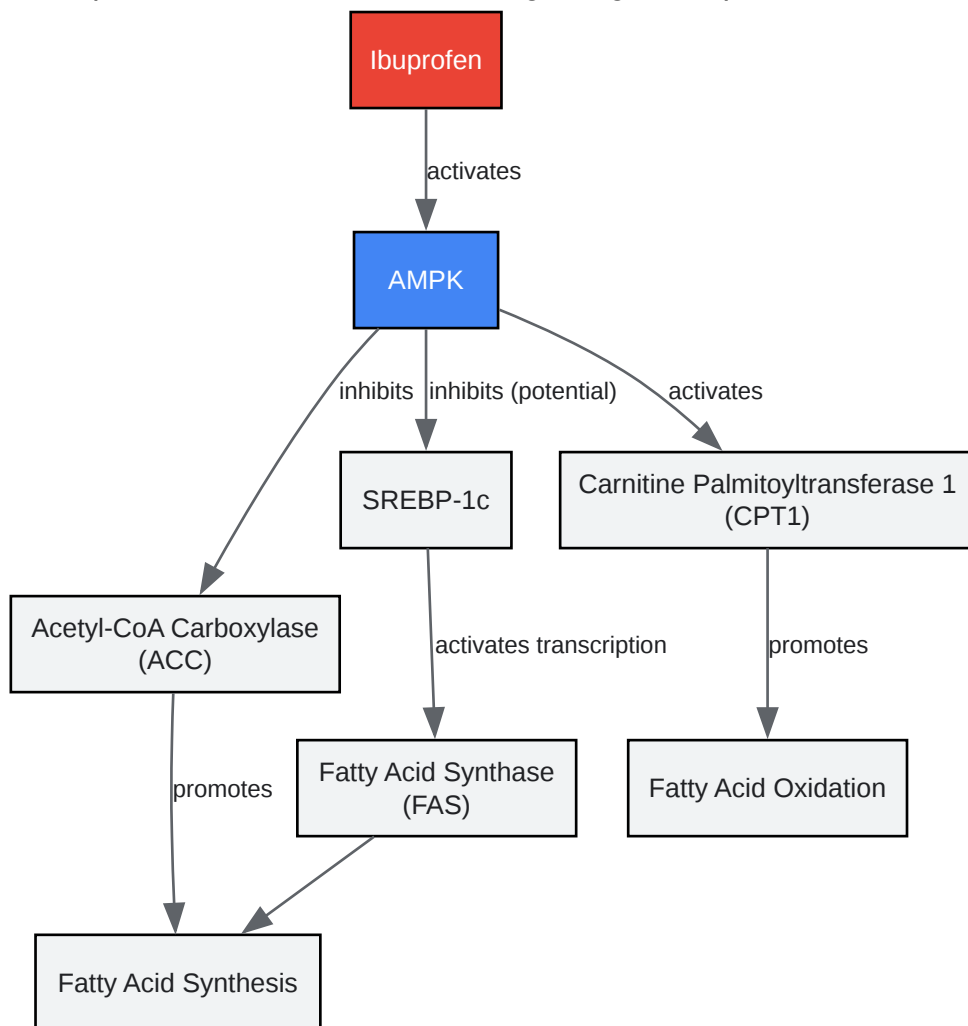 Ibuprofen
activates
AMPK
inhibits
inhibits (potential)
activates
SREBP-1c
Carnitine Palmitoyltransferase 1
(CPT1)
Acetyl-CoA Carboxylase
(ACC)
activates transcription
promotes
Fatty Acid Synthase
(FAS)
Fatty Acid Oxidation
promotes
Fatty Acid Synthesis